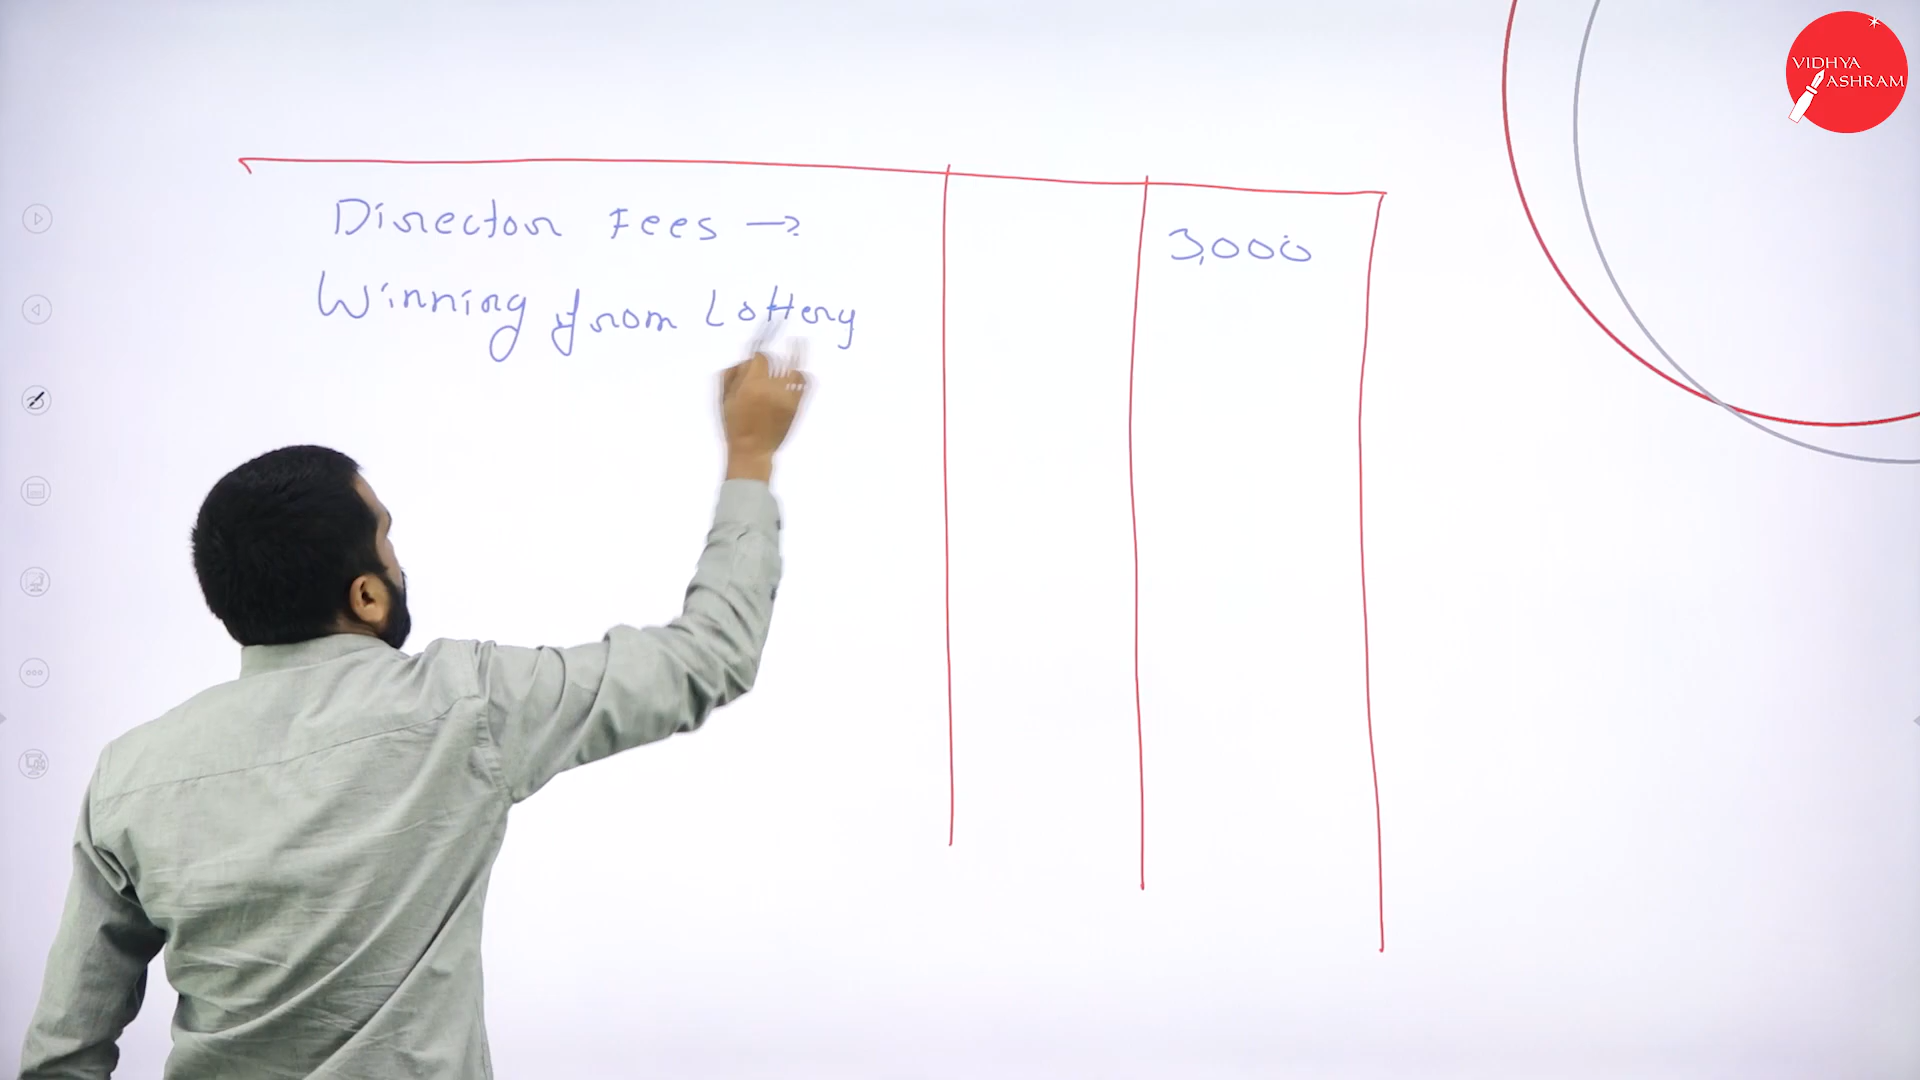 VIDHYA
ASHRAM
Director Fees → 3,000
Winning from Lottery